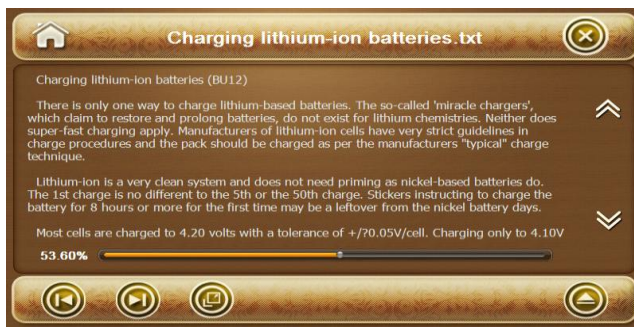 Charging lithium-ion batteries.txt
Charging lithium-ion batteries (BU12)
There is only one way to charge lithium-based batteries. The so-called 'miracle chargers',
which claim to restore and prolong batteries, do not exist for lithium chemistries. Neither does
super-fast charging apply. Manufacturers of lithium-ion cells have very strict guidelines in
charge procedures and the pack should be charged as per the manufacturers "typical" charge
technique.
Lithium-ion is a very clean system and does not need priming as nickel-based batteries do.
The 1st charge is no different to the 5th or the 50th charge. Stickers instructing to charge the
battery for 8 hours or more for the first time may be a leftover from the nickel battery days.
Most cells are charged to 4.20 volts with a tolerance of +/?0.05V/cell. Charging only to 4.10V
53.60%